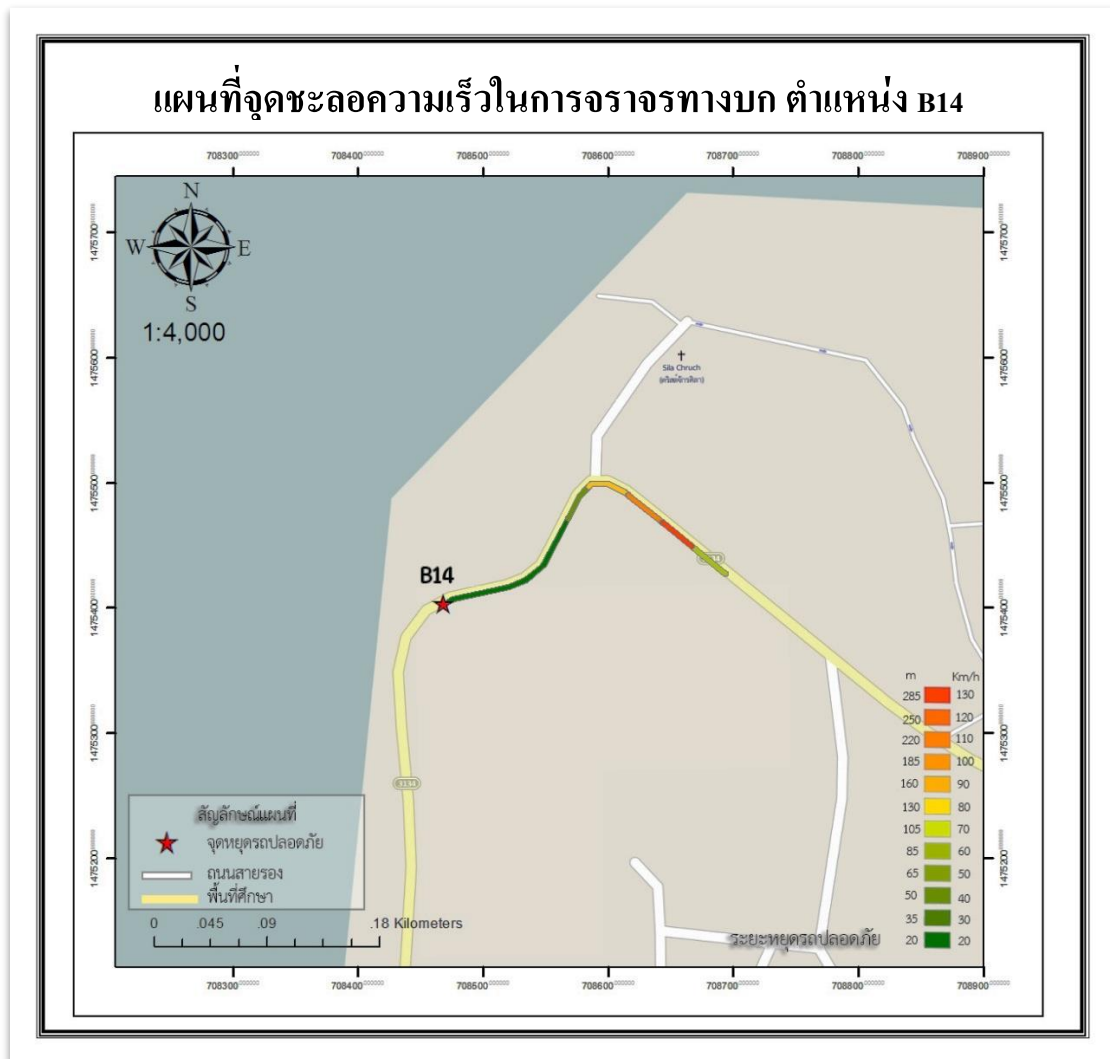 แผนที่จุดชะลอความเร็วในการจราจรทางบก ตำแหน่ง B14
708300 708400 708500 708600 708700 708800 708900
N
W E
S
1:4,000
1475700 1475700
1475600 1475600
1475500 1475500
1475400 1475400
1475300 1475300
1475200 1475200
Sila Chruch
B14
m Km/h
285 130
250 120
220 110
185 100
160 90
130 80
105 70
85 60
65 50
50 40
35 30
20 20
ระยะหยุดรถปลอดภัย
สัญลักษณ์แผนที่
จุดหยุดรถปลอดภัย
ถนนสายรอง
พื้นที่ศึกษา
0 .045 .09 .18 Kilometers
708300 708400 708500 708600 708700 708800 708900